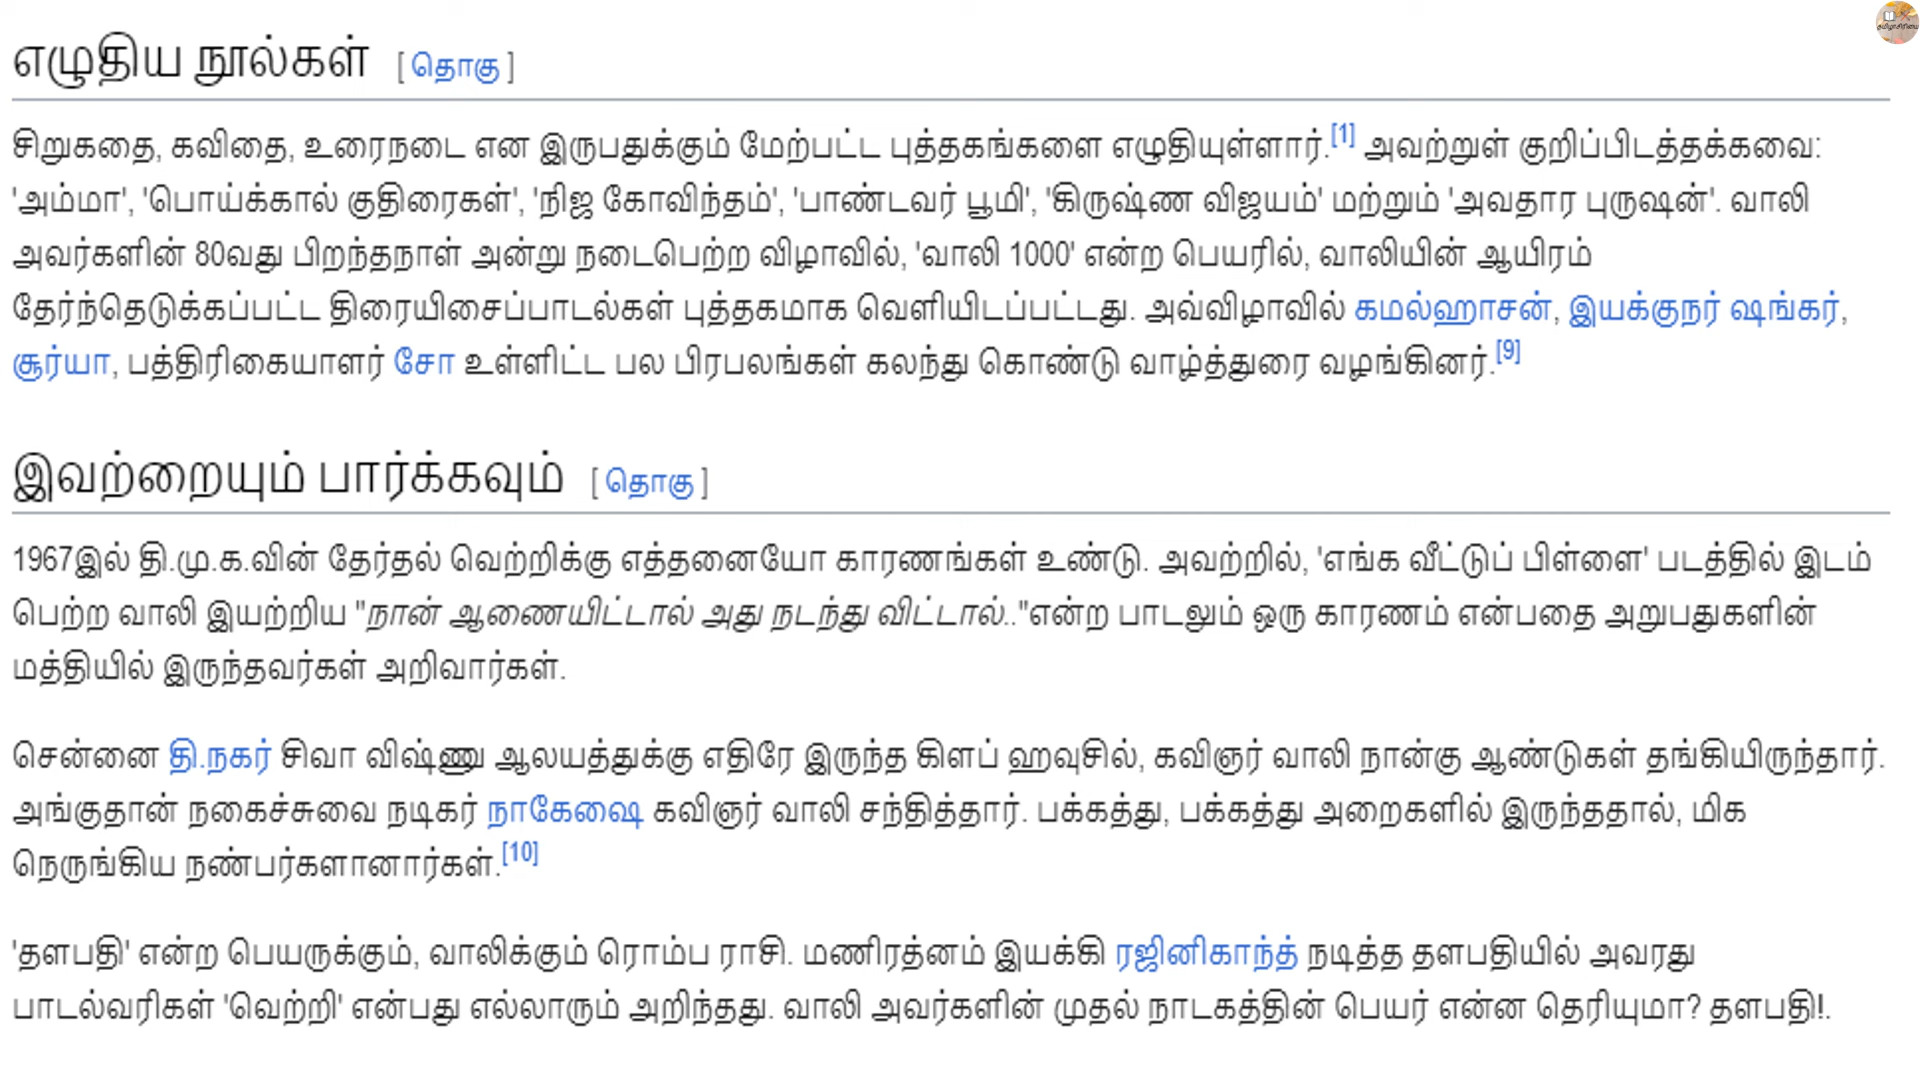 எழுதிய நூல்கள் [ தொகு ]
சிறுகதை, கவிதை, உரைநடை என இருபதுக்கும் மேற்பட்ட புத்தகங்களை எழுதியுள்ளார்.[1] அவற்றுள் குறிப்பிடத்தக்கவை:
'அம்மா', 'பொய்க்கால் குதிரைகள்', 'நிஜ கோவிந்தம்', 'பாண்டவர் பூமி', 'கிருஷ்ண விஜயம்' மற்றும் 'அவதார புருஷன்'. வாலி
அவர்களின் 80வது பிறந்தநாள் அன்று நடைபெற்ற விழாவில், 'வாலி 1000' என்ற பெயரில், வாலியின் ஆயிரம்
தேர்ந்தெடுக்கப்பட்ட திரையிசைப்பாடல்கள் புத்தகமாக வெளியிடப்பட்டது. அவ்விழாவில் கமல்ஹாசன், இயக்குநர் ஷங்கர்,
சூர்யா, பத்திரிகையாளர் சோ உள்ளிட்ட பல பிரபலங்கள் கலந்து கொண்டு வாழ்த்துரை வழங்கினர்.[9]
இவற்றையும் பார்க்கவும் [ தொகு ]
1967இல் தி.மு.க.வின் தேர்தல் வெற்றிக்கு எத்தனையோ காரணங்கள் உண்டு. அவற்றில், 'எங்க வீட்டுப் பிள்ளை' படத்தில் இடம்
பெற்ற வாலி இயற்றிய "நான் ஆணையிட்டால் அது நடந்து விட்டால்.."என்ற பாடலும் ஒரு காரணம் என்பதை அறுபதுகளின்
மத்தியில் இருந்தவர்கள் அறிவார்கள்.
சென்னை தி.நகர் சிவா விஷ்ணு ஆலயத்துக்கு எதிரே இருந்த கிளப் ஹவுசில், கவிஞர் வாலி நான்கு ஆண்டுகள் தங்கியிருந்தார்.
அங்குதான் நகைச்சுவை நடிகர் நாகேஷை கவிஞர் வாலி சந்தித்தார். பக்கத்து, பக்கத்து அறைகளில் இருந்ததால், மிக
நெருங்கிய நண்பர்களானார்கள்.[10]
'தளபதி' என்ற பெயருக்கும், வாலிக்கும் ரொம்ப ராசி. மணிரத்னம் இயக்கி ரஜினிகாந்த் நடித்த தளபதியில் அவரது
பாடல்வரிகள் 'வெற்றி' என்பது எல்லாரும் அறிந்தது. வாலி அவர்களின் முதல் நாடகத்தின் பெயர் என்ன தெரியுமா? தளபதி!.